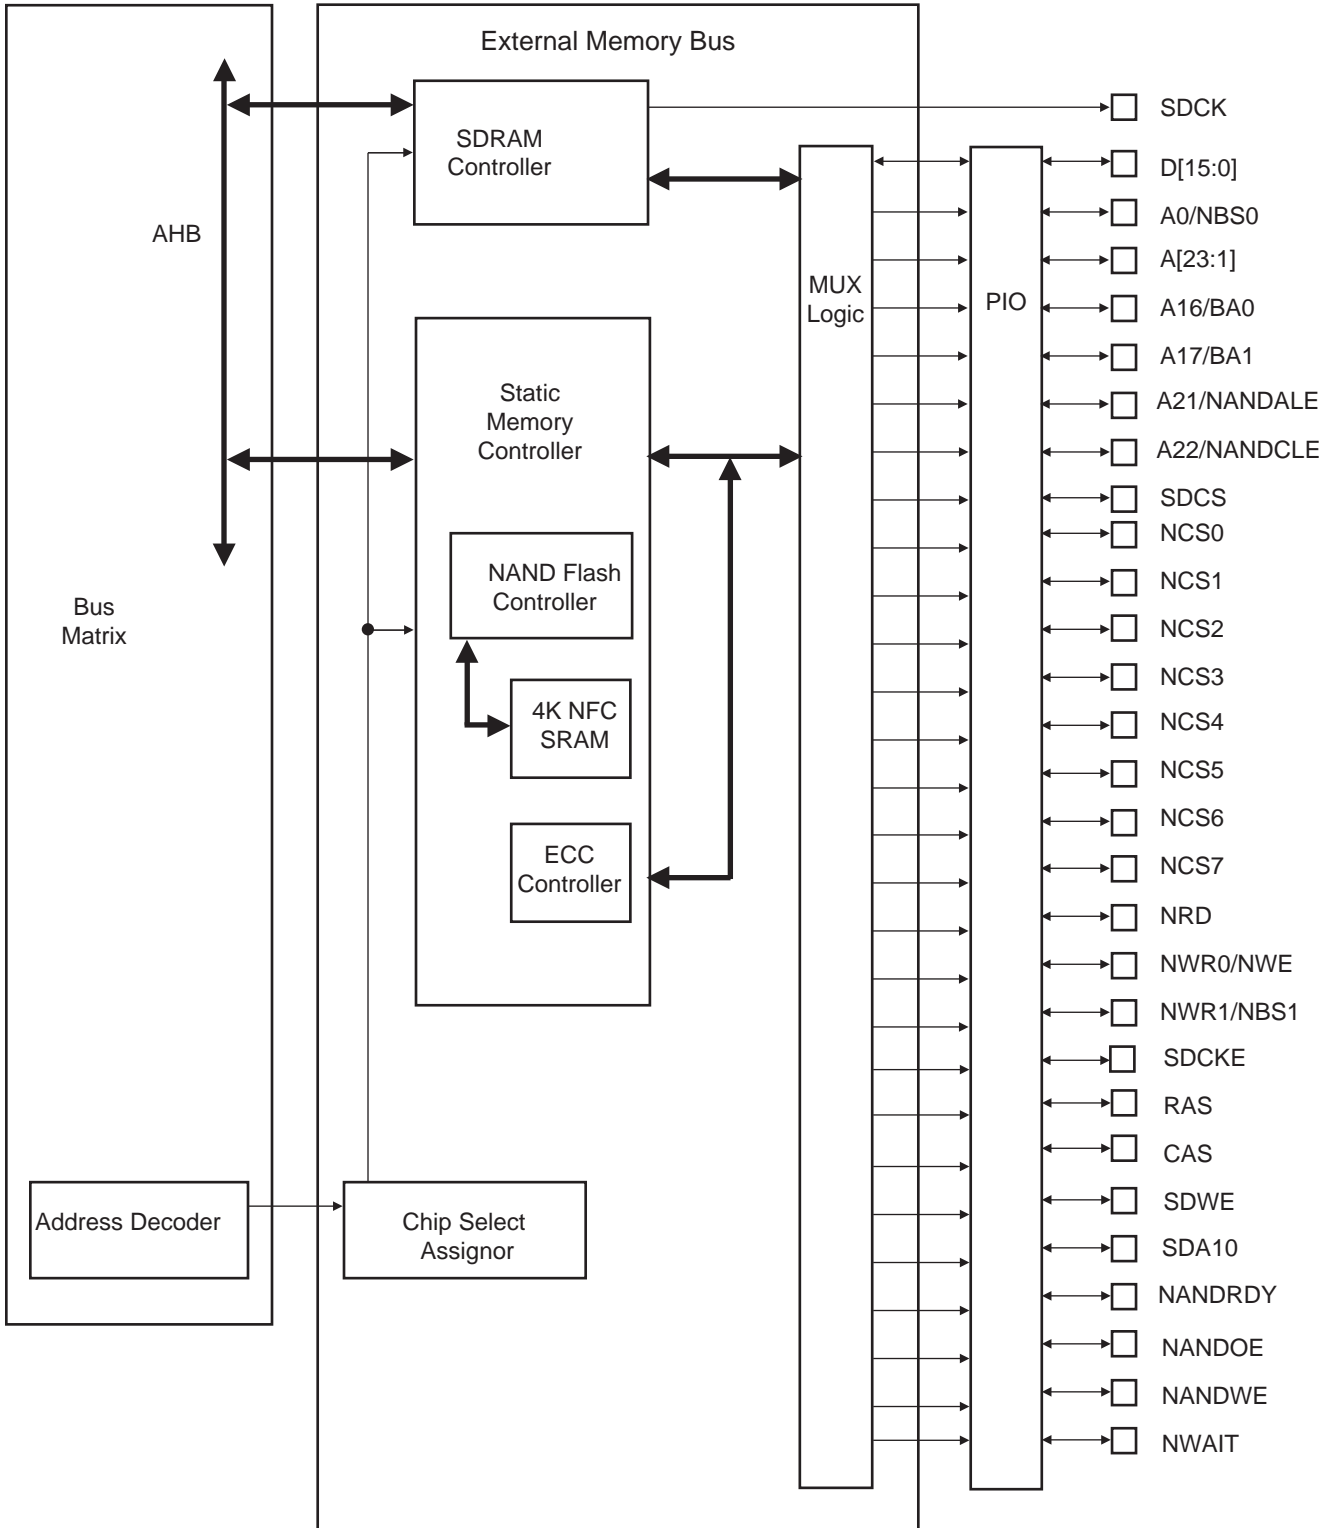 External Memory Bus
SDRAM
Controller
AHB
MUX
Logic
PIO
Static
Memory
Controller
NAND Flash
Controller
4K NFC
SRAM
ECC
Controller
Bus
Matrix
Address Decoder
Chip Select
Assignor
SDCK
D[15:0]
A0/NBS0
A[23:1]
A16/BA0
A17/BA1
A21/NANDALE
A22/NANDCLE
SDCS
NCS0
NCS1
NCS2
NCS3
NCS4
NCS5
NCS6
NCS7
NRD
NWR0/NWE
NWR1/NBS1
SDCKE
RAS
CAS
SDWE
SDA10
NANDRDY
NANDOE
NANDWE
NWAIT